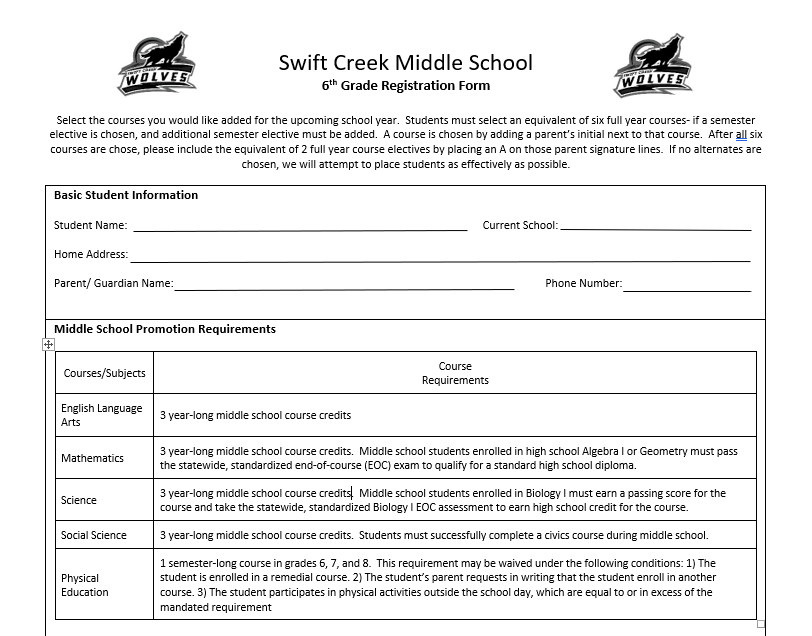 SWIFT CREEK
WOLVES
Swift Creek Middle School
6th Grade Registration Form
SWIFT CREEK
WOLVES
Select the courses you would like added for the upcoming school year.  Students must select an equivalent of six full year courses- if a semester
elective is chosen, and additional semester elective must be added.  A course is chosen by adding a parent's initial next to that course.  After all six
courses are chose, please include the equivalent of 2 full year course electives by placing an A on those parent signature lines.  If no alternates are
chosen, we will attempt to place students as effectively as possible.
Basic Student Information
Student Name: Current School:
Home Address:
Parent/ Guardian Name: Phone Number:
Middle School Promotion Requirements
Courses/Subjects
Course
Requirements
English Language
Arts
3 year-long middle school course credits
Mathematics
3 year-long middle school course credits.  Middle school students enrolled in high school Algebra I or Geometry must pass
the statewide, standardized end-of-course (EOC) exam to qualify for a standard high school diploma.
Science
3 year-long middle school course credits.  Middle school students enrolled in Biology I must earn a passing score for the
course and take the statewide, standardized Biology I EOC assessment to earn high school credit for the course.
Social Science
3 year-long middle school course credits.  Students must successfully complete a civics course during middle school.
Physical
Education
1 semester-long course in grades 6, 7, and 8.  This requirement may be waived under the following conditions: 1) The
student is enrolled in a remedial course. 2) The student's parent requests in writing that the student enroll in another
course. 3) The student participates in physical activities outside the school day, which are equal to or in excess of the
mandated requirement